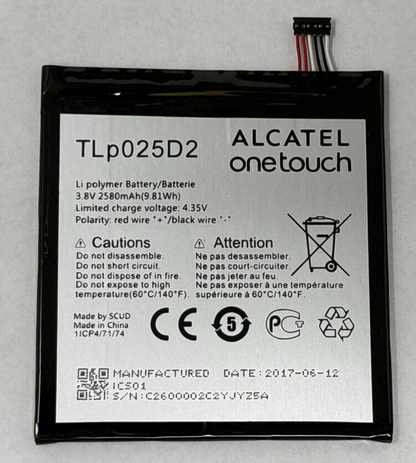 TLp025D2
ALCATEL
onetouch
Li polymer Battery/Batterie
3.8V 2580mAh(9.81Wh)
Limited charge voltage: 4.35V
Polarity: red wire "+"/black wire "-"
Cautions
Do not disassemble.
Do not short circuit.
Do not dispose of in fire.
Do not expose to high
temperature(60°C/140°F).
Attention
Ne pas desassembler.
Ne pas court-circuiter.
Ne pas jeter au feu.
Ne pas exposer à une température
supérieure à 60°C/140°F.
Made by SCUD
Made in China
1ICP4/71/74
CE
5
MANUFACTURED DATE: 2017-06-12
ICS01
S/N:C2600002C2YJYZ5A